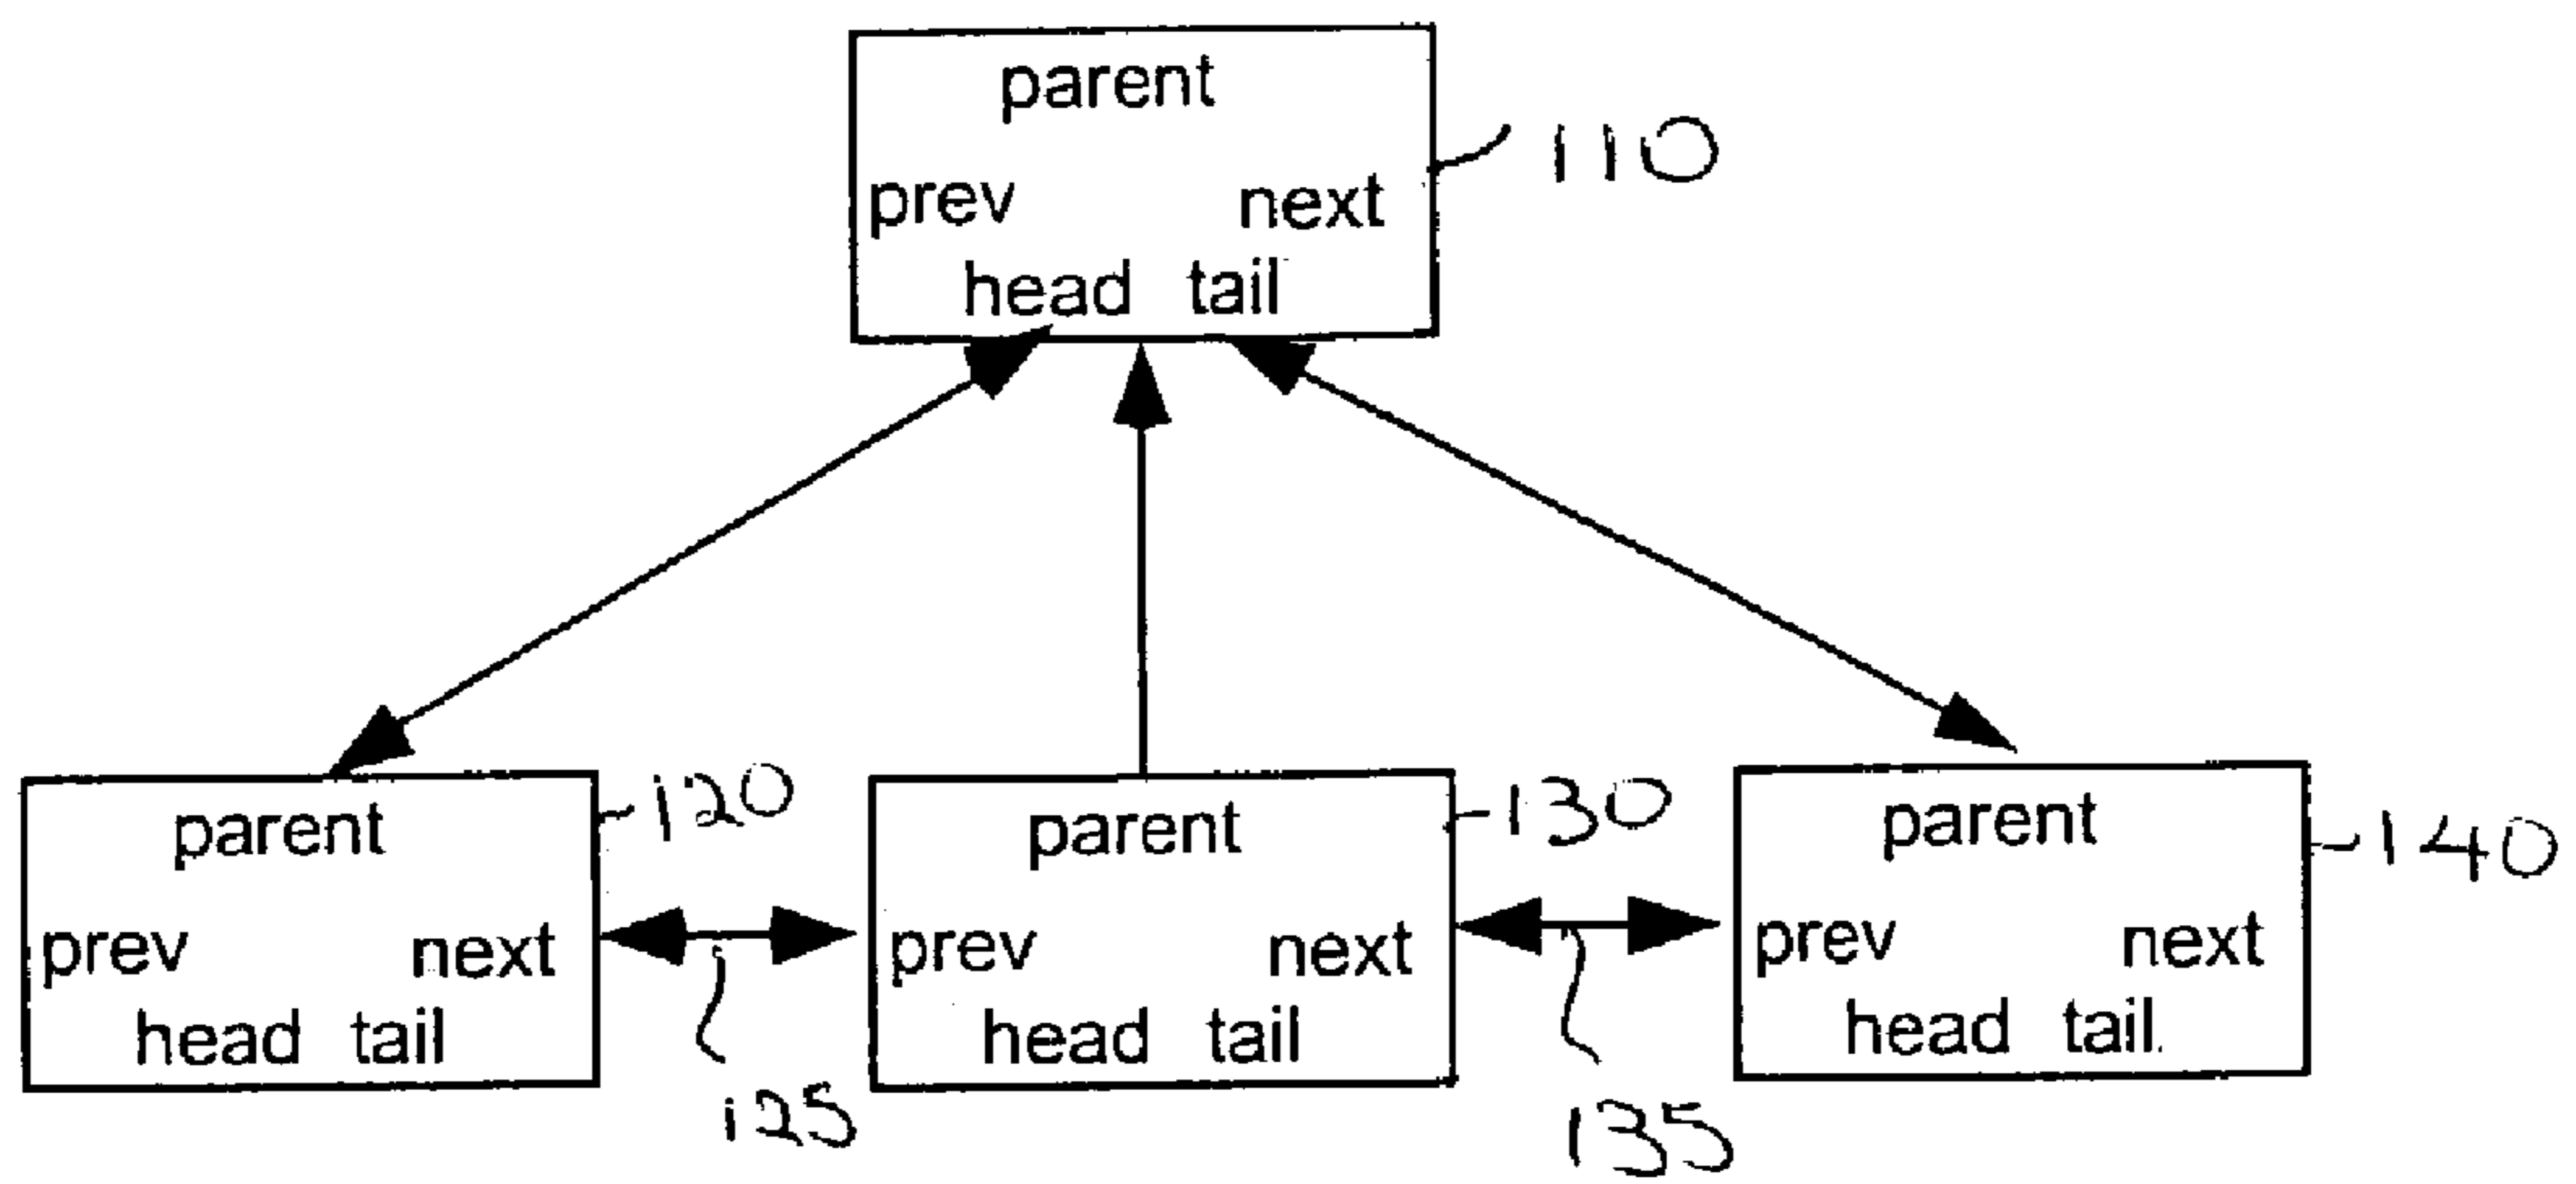 parent
110
prev next
head tail
parent 120 parent 130 parent 140
prev next prev next prev next
head tail head tail head tail.
125 135